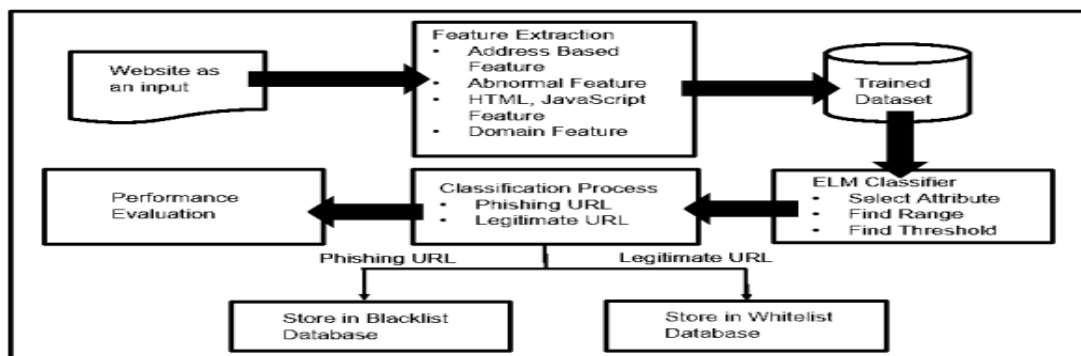 Website as
an input
Feature Extraction
• Address Based
Feature
• Abnormal Feature
• HTML, JavaScript
Feature
• Domain Feature
Trained
Dataset
ELM Classifier
• Select Attribute
• Find Range
• Find Threshold
Classification Process
• Phishing URL
• Legitimate URL
Performance
Evaluation
Phishing URL
Legitimate URL
Store in Blacklist
Database
Store in Whitelist
Database